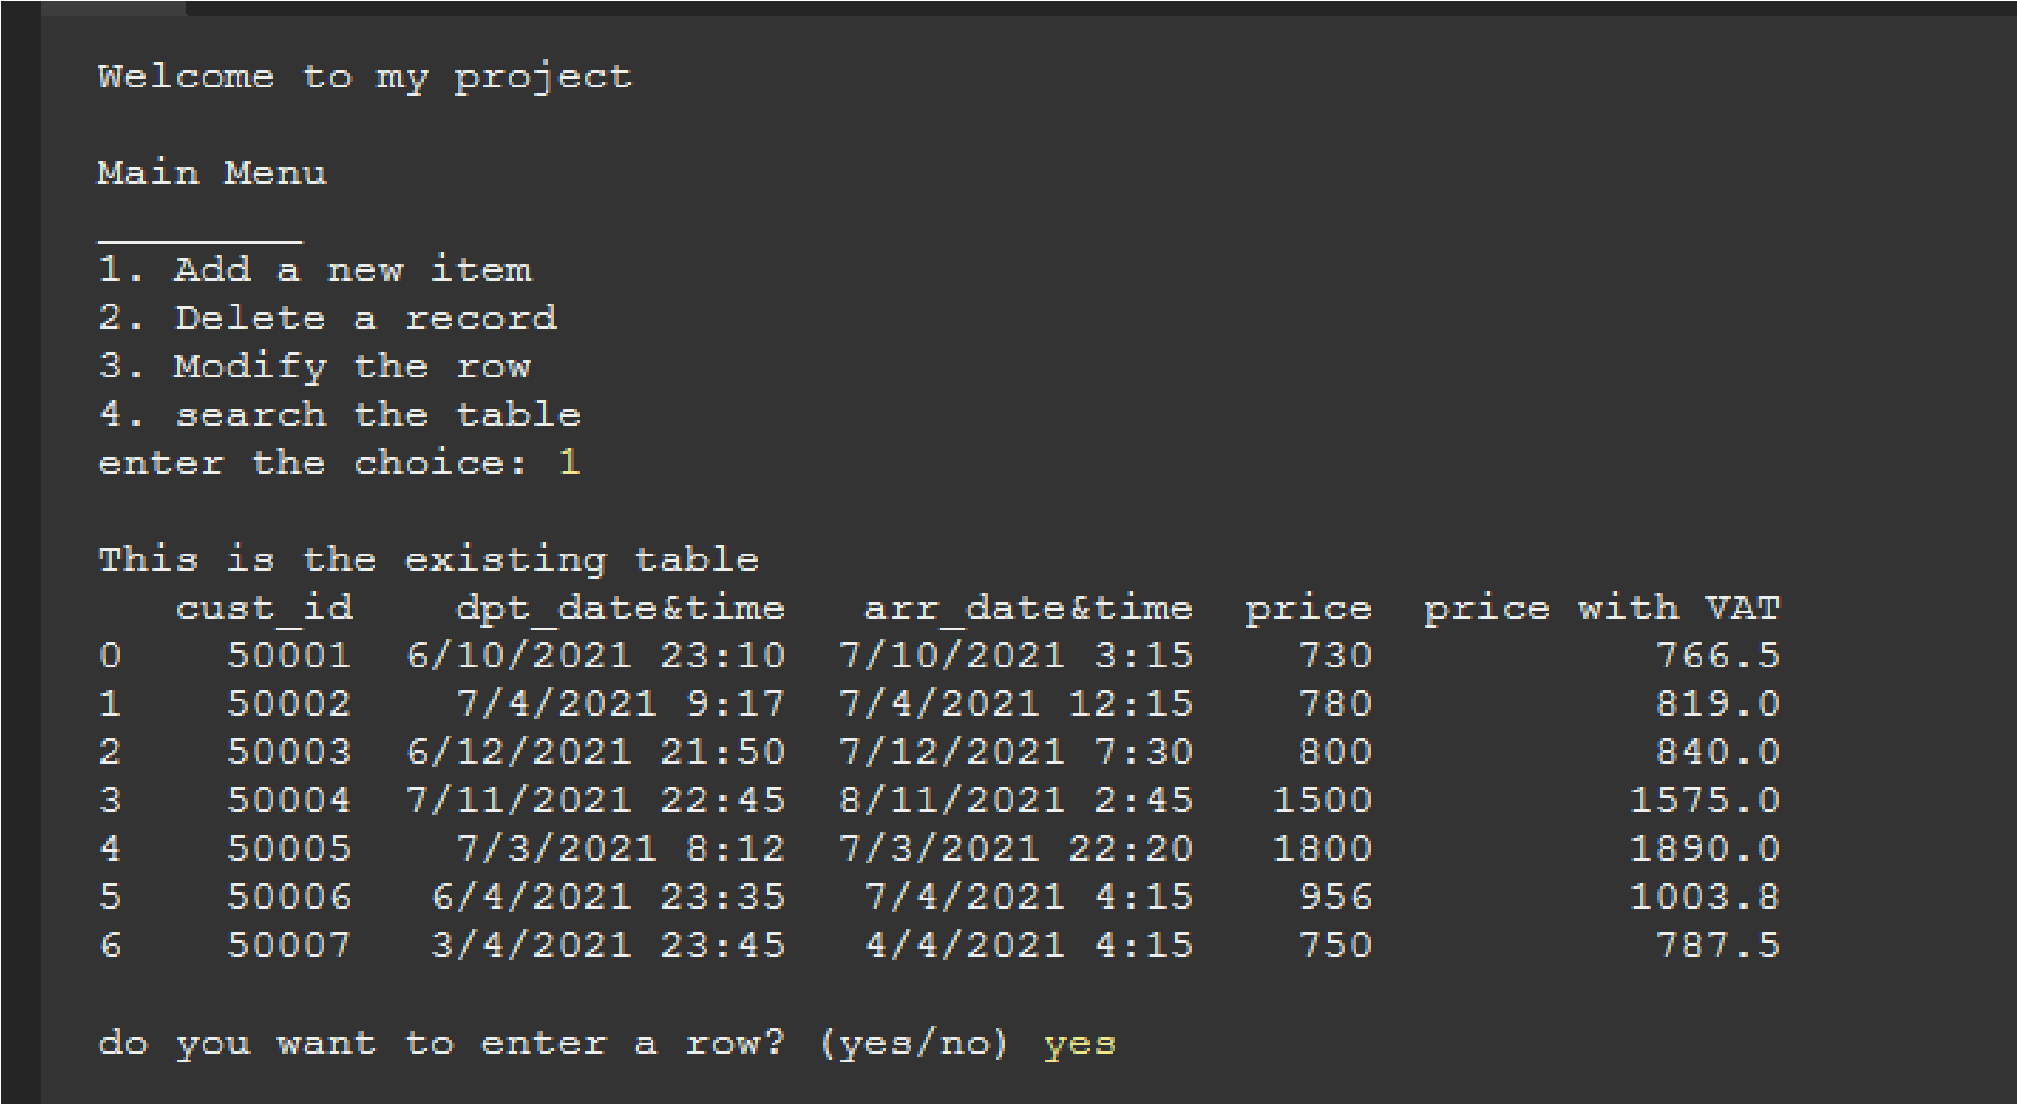 Welcome to my project
Main Menu
________
1. Add a new item
2. Delete a record
3. Modify the row
4. search the table
enter the choice: 1
This is the existing table
   cust_id    dpt_date&time   arr_date&time  price  price with VAT
0    50001  6/10/2021 23:10  7/10/2021 3:15    730           766.5
1    50002    7/4/2021 9:17  7/4/2021 12:15    780           819.0
2    50003  6/12/2021 21:50  7/12/2021 7:30    800           840.0
3    50004  7/11/2021 22:45  8/11/2021 2:45   1500          1575.0
4    50005    7/3/2021 8:12  7/3/2021 22:20   1800          1890.0
5    50006   6/4/2021 23:35   7/4/2021 4:15    956          1003.8
6    50007   3/4/2021 23:45   4/4/2021 4:15    750           787.5
do you want to enter a row? (yes/no) yes